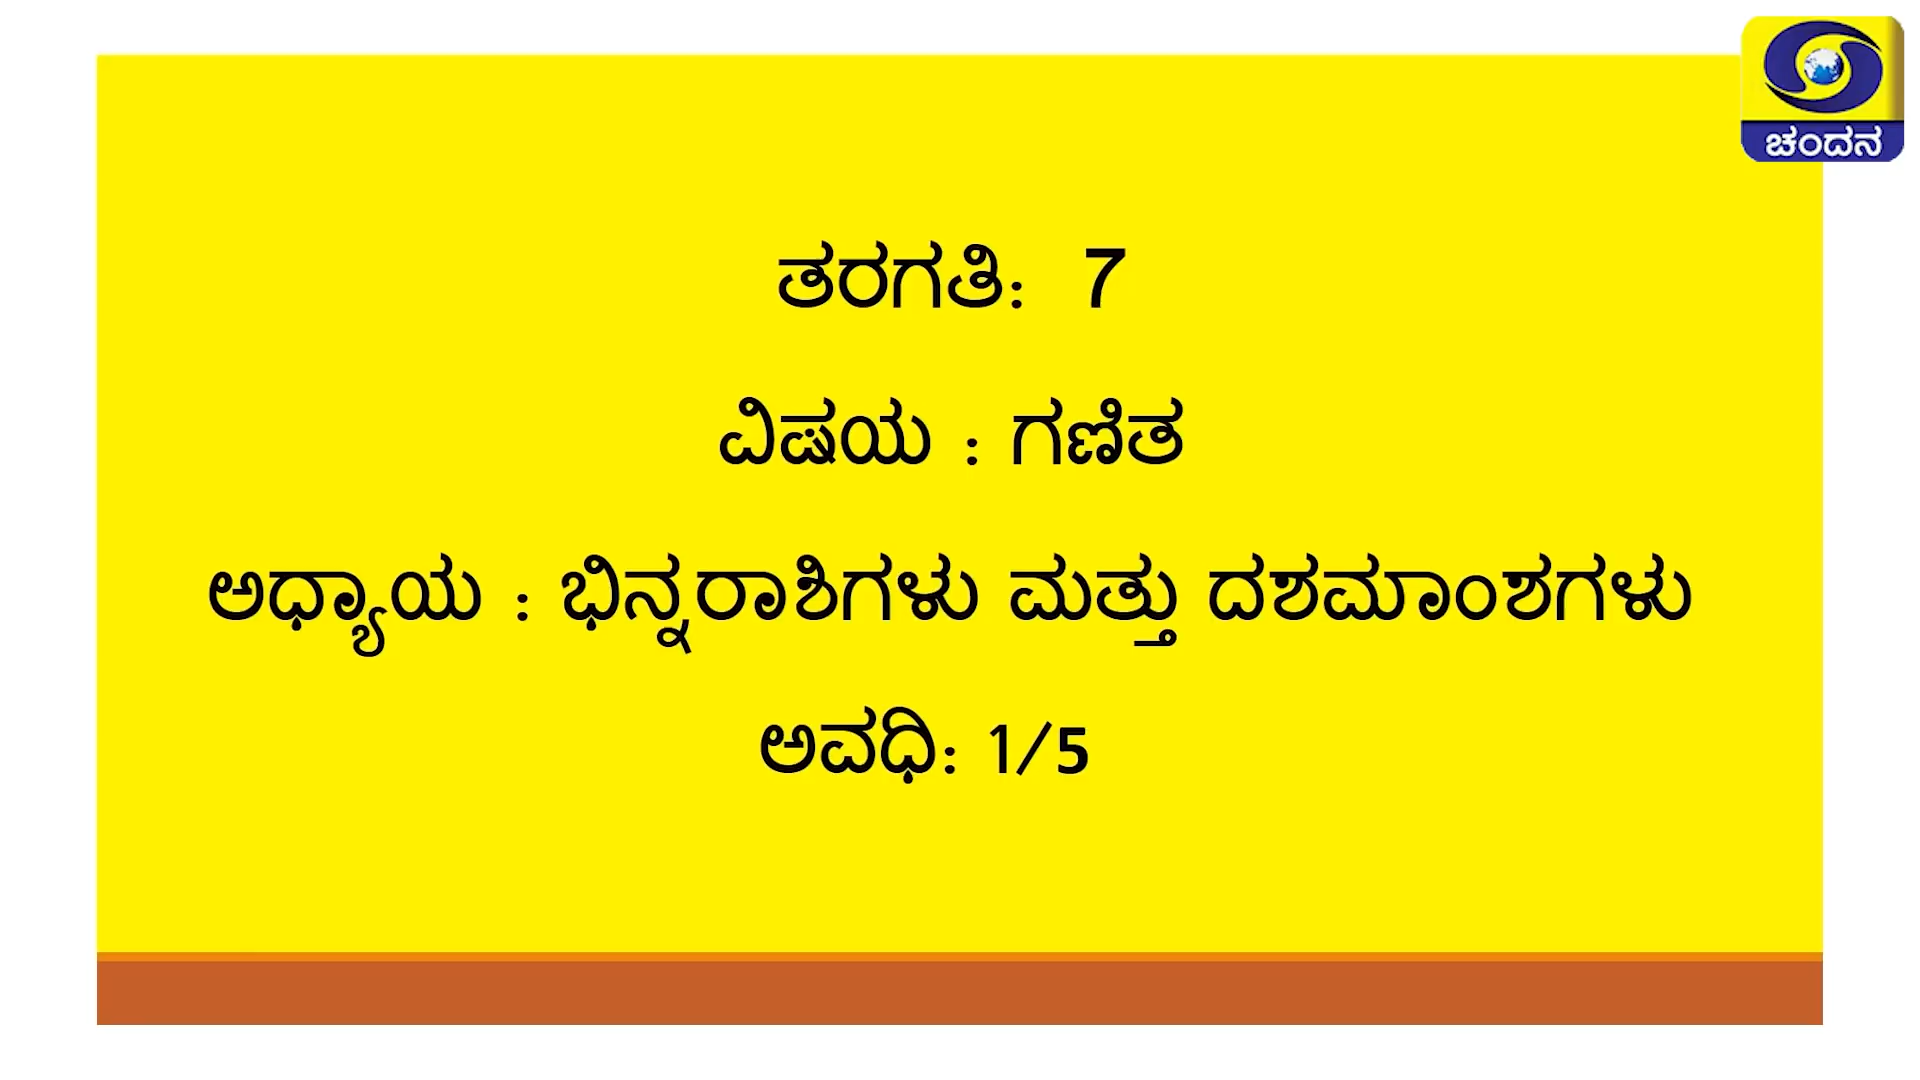 ಚಂದನ
ತರಗತಿ: 7
ವಿಷಯ : ಗಣಿತ
ಅಧ್ಯಾಯ : ಭಿನ್ನರಾಶಿಗಳು ಮತ್ತು ದಶಮಾಂಶಗಳು
ಅವಧಿ: 1/5